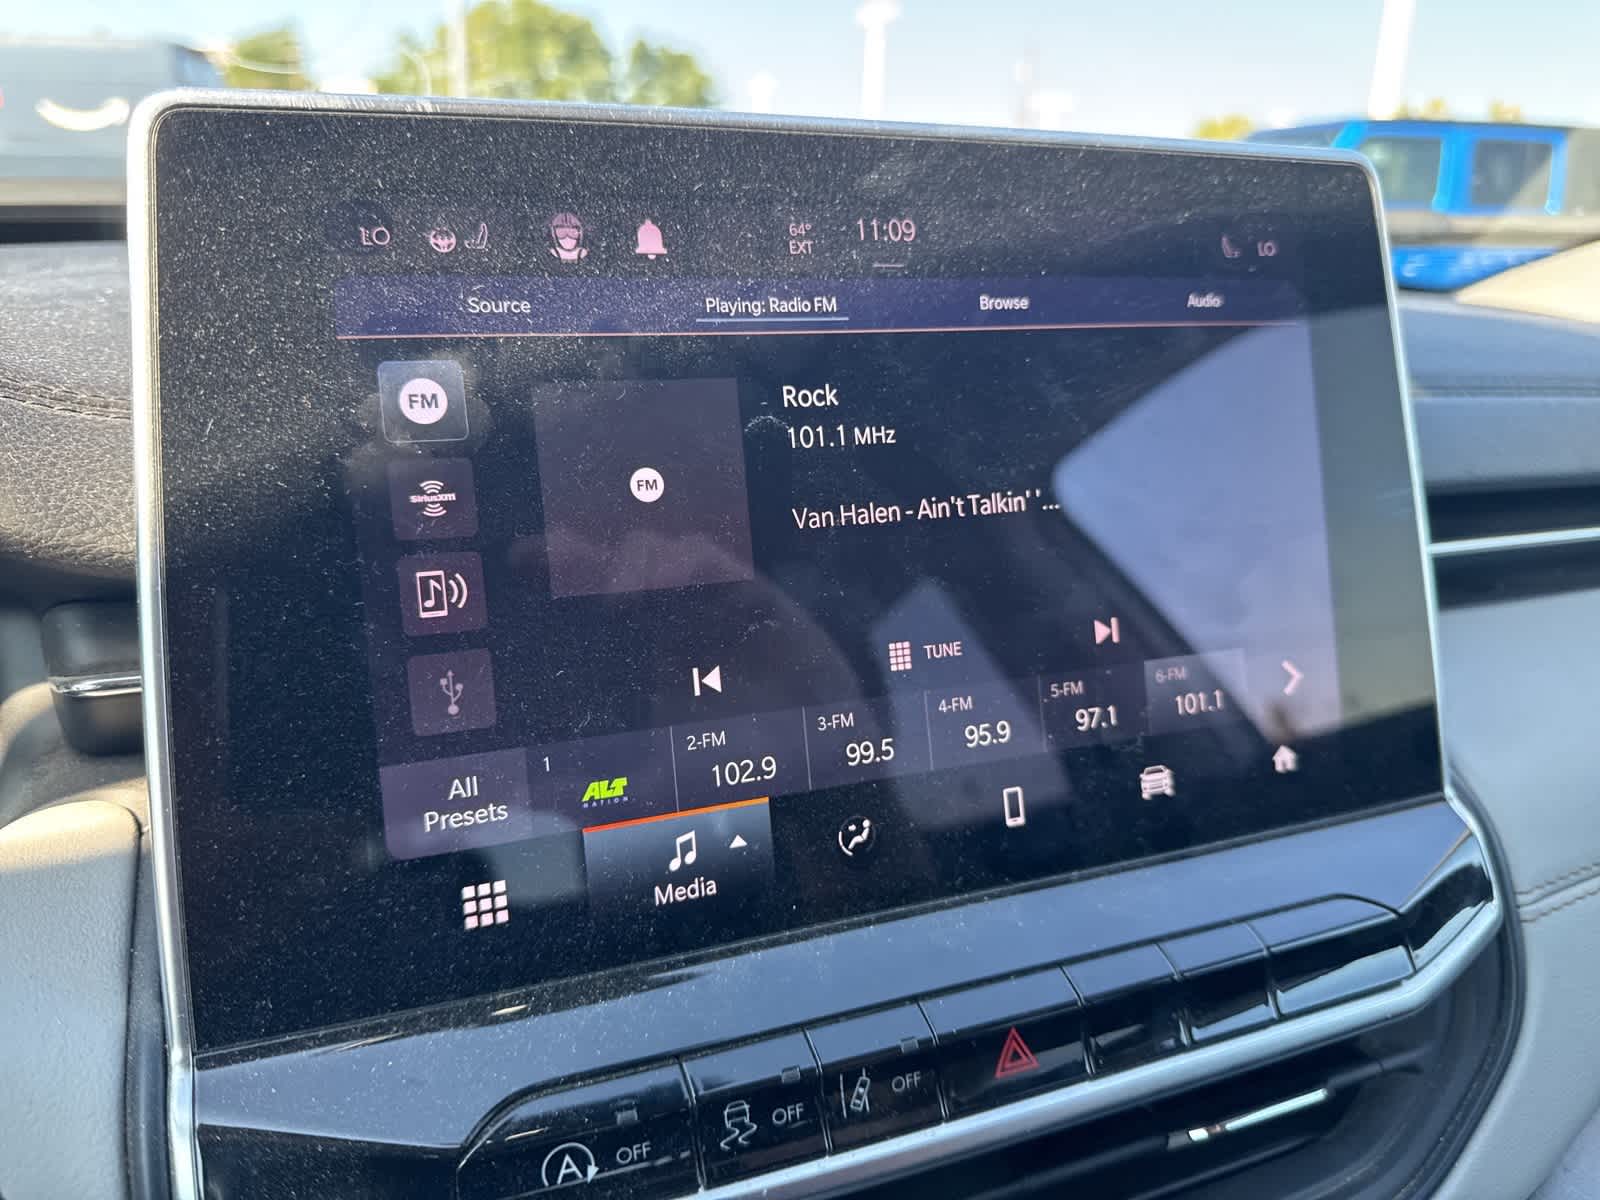 LO
64°
EXT
11:09
LO
Source
Playing: Radio FM
Browse
Audio
FM
SiriusXM
FM
Rock
101.1 MHz
Van Halen - Ain't Talkin' '...
TUNE
All
Presets
1
ALT
NATION
2-FM
102.9
3-FM
99.5
4-FM
95.9
5-FM
97.1
6-FM
101.1
Media
A OFF
OFF
OFF